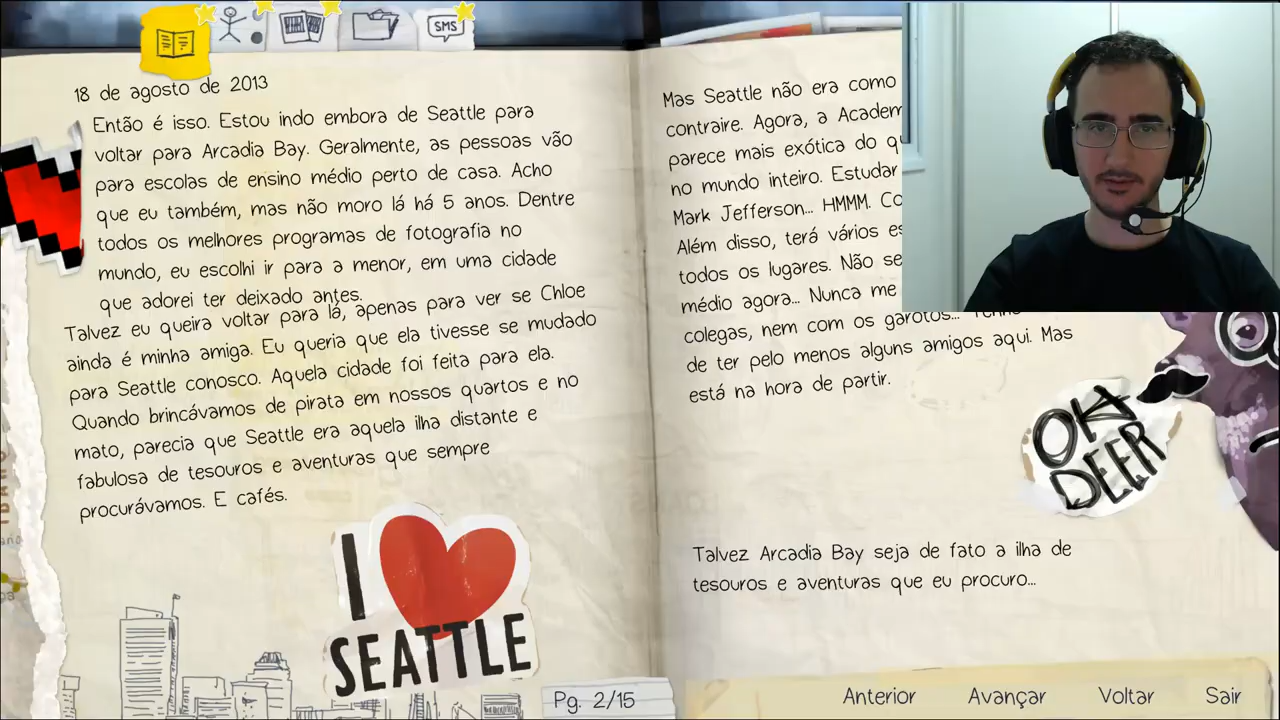 SMS
18 de agosto de 2013
Então é isso. Estou indo embora de Seattle para
voltar para Arcadia Bay. Geralmente, as pessoas vão
para escolas de ensino médio perto de casa. Acho
que eu também, mas não moro lá há 5 anos. Dentre
todos os melhores programas de fotografia no
mundo, eu escolhi ir para a menor, em uma cidade
que adorei ter deixado antes.
Talvez eu queira voltar para lá, apenas para ver se Chloe
ainda é minha amiga. Eu queria que ela tivesse se mudado
para Seattle conosco. Aquela cidade foi feita para ela.
Quando brincávamos de pirata em nossos quartos e no
mato, parecia que Seattle era aquela ilha distante e
fabulosa de tesouros e aventuras que sempre
procurávamos. E cafés.
I
SEATTLE
Mas Seattle não era como
contraire. Agora, a Academ
parece mais exótica do q
no mundo inteiro. Estudar
Mark Jefferson... HMMM.
Além disso, terá vários
todos os lugares. Não se
médio agora... Nunca me
colegas, nem com os garotos...
de ter pelo menos alguns amigos aqui. Mas
está na hora de partir.
OH
DEER
Talvez Arcadia Bay seja de fato a ilha de
tesouros e aventuras que eu procuro...
Pg. 2/15
Anterior Avançar Voltar Sair